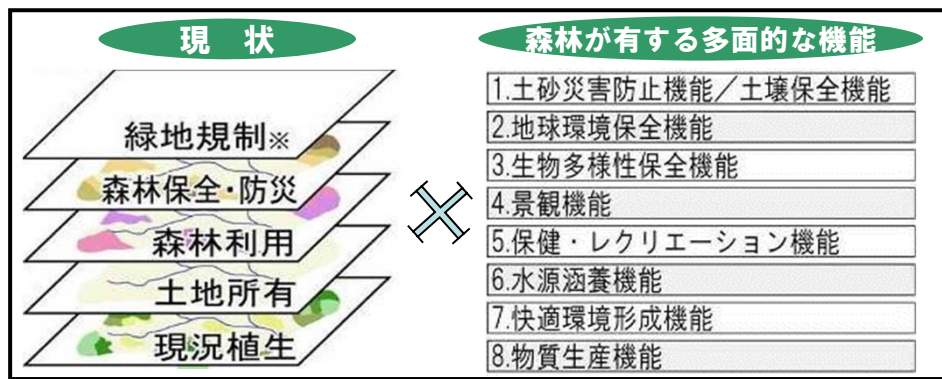 現 状
緑地規制※
森林保全・防災
森林利用
土地所有
現況植生
森林が有する多面的な機能
1.土砂災害防止機能／土壌保全機能
2.地球環境保全機能
3.生物多様性保全機能
4.景観機能
5.保健・レクリエーション機能
6.水源涵養機能
7.快適環境形成機能
8.物質生産機能